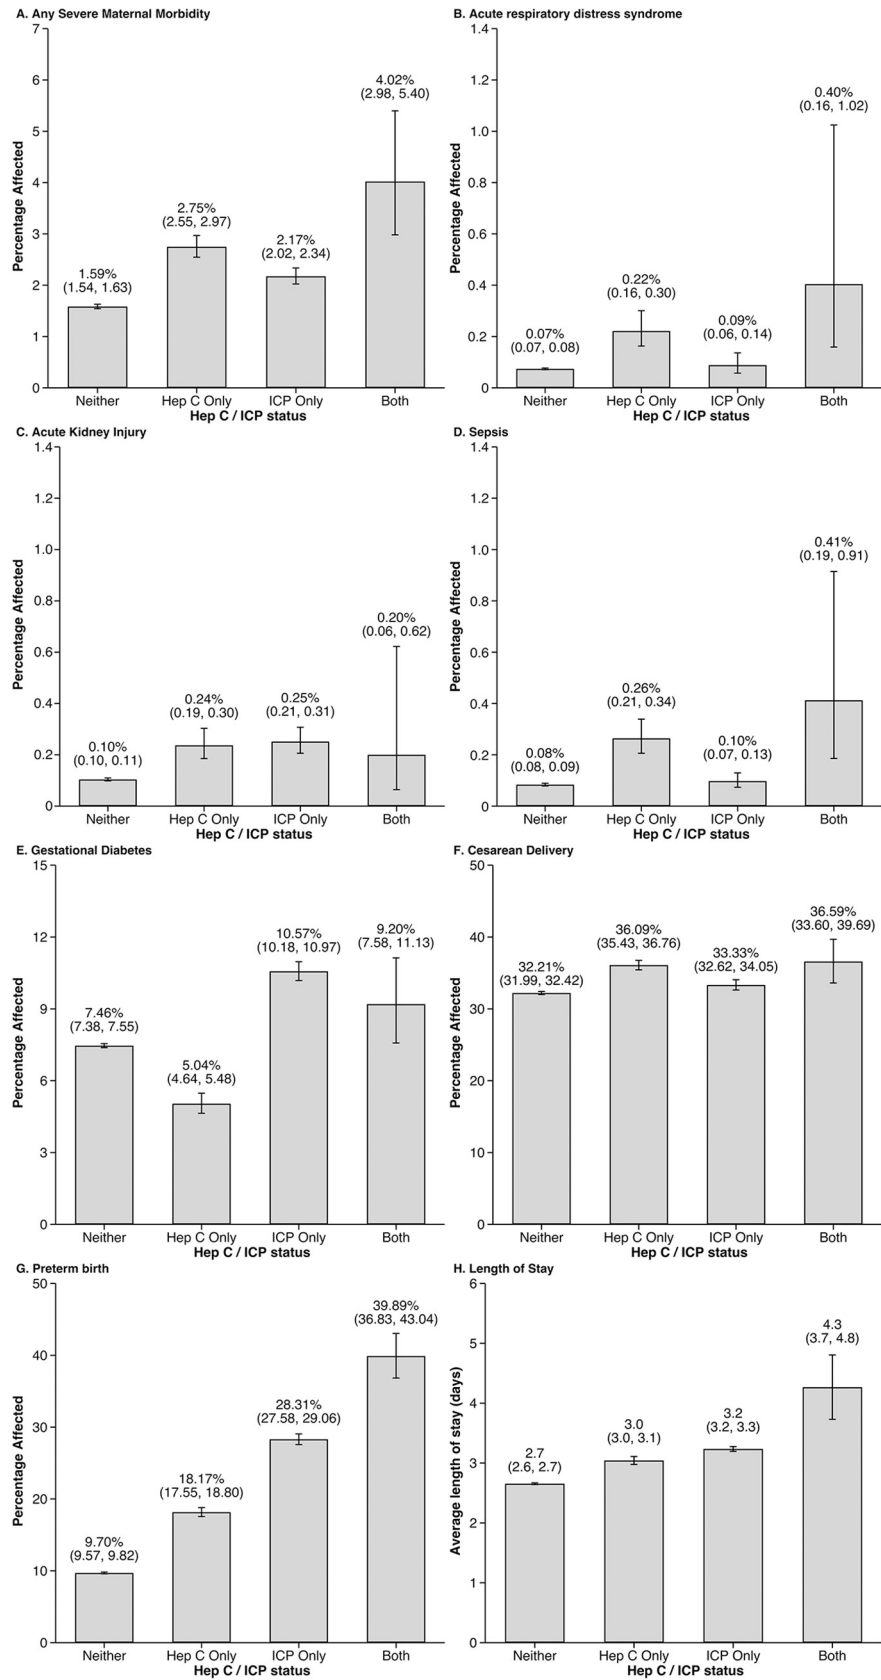 A. Any Severe Maternal Morbidity
7
6
5
4
3
2
1
0
Percentage Affected
1.59%
(1.54, 1.63)
2.75%
(2.55, 2.97)
2.17%
(2.02, 2.34)
4.02%
(2.98, 5.40)
Neither
Hep C Only
ICP Only
Both
Hep C / ICP status
B. Acute respiratory distress syndrome
1.4
1.2
1.0
0.8
0.6
0.4
0.2
0
Percentage Affected
0.07%
(0.07, 0.08)
0.22%
(0.16, 0.30)
0.09%
(0.06, 0.14)
0.40%
(0.16, 1.02)
Neither
Hep C Only
ICP Only
Both
Hep C / ICP status
C. Acute Kidney Injury
1.4
1.2
1.0
0.8
0.6
0.4
0.2
0
Percentage Affected
0.10%
(0.10, 0.11)
0.24%
(0.19, 0.30)
0.25%
(0.21, 0.31)
0.20%
(0.06, 0.62)
Neither
Hep C Only
ICP Only
Both
Hep C / ICP status
D. Sepsis
1.4
1.2
1.0
0.8
0.6
0.4
0.2
0
Percentage Affected
0.08%
(0.08, 0.09)
0.26%
(0.21, 0.34)
0.10%
(0.07, 0.13)
0.41%
(0.19, 0.91)
Neither
Hep C Only
ICP Only
Both
Hep C / ICP status
E. Gestational Diabetes
15
12
9
6
3
0
Percentage Affected
7.46%
(7.38, 7.55)
5.04%
(4.64, 5.48)
10.57%
(10.18, 10.97)
9.20%
(7.58, 11.13)
Neither
Hep C Only
ICP Only
Both
Hep C / ICP status
F. Cesarean Delivery
50
40
30
20
10
0
Percentage Affected
32.21%
(31.99, 32.42)
36.09%
(35.43, 36.76)
33.33%
(32.62, 34.05)
36.59%
(33.60, 39.69)
Neither
Hep C Only
ICP Only
Both
Hep C / ICP status
G. Preterm birth
50
40
30
20
10
0
Percentage Affected
9.70%
(9.57, 9.82)
18.17%
(17.55, 18.80)
28.31%
(27.58, 29.06)
39.89%
(36.83, 43.04)
Neither
Hep C Only
ICP Only
Both
Hep C / ICP status
H. Length of Stay
6
5
4
3
2
1
0
Average length of stay (days)
2.7
(2.6, 2.7)
3.0
(3.0, 3.1)
3.2
(3.2, 3.3)
4.3
(3.7, 4.8)
Neither
Hep C Only
ICP Only
Both
Hep C / ICP status